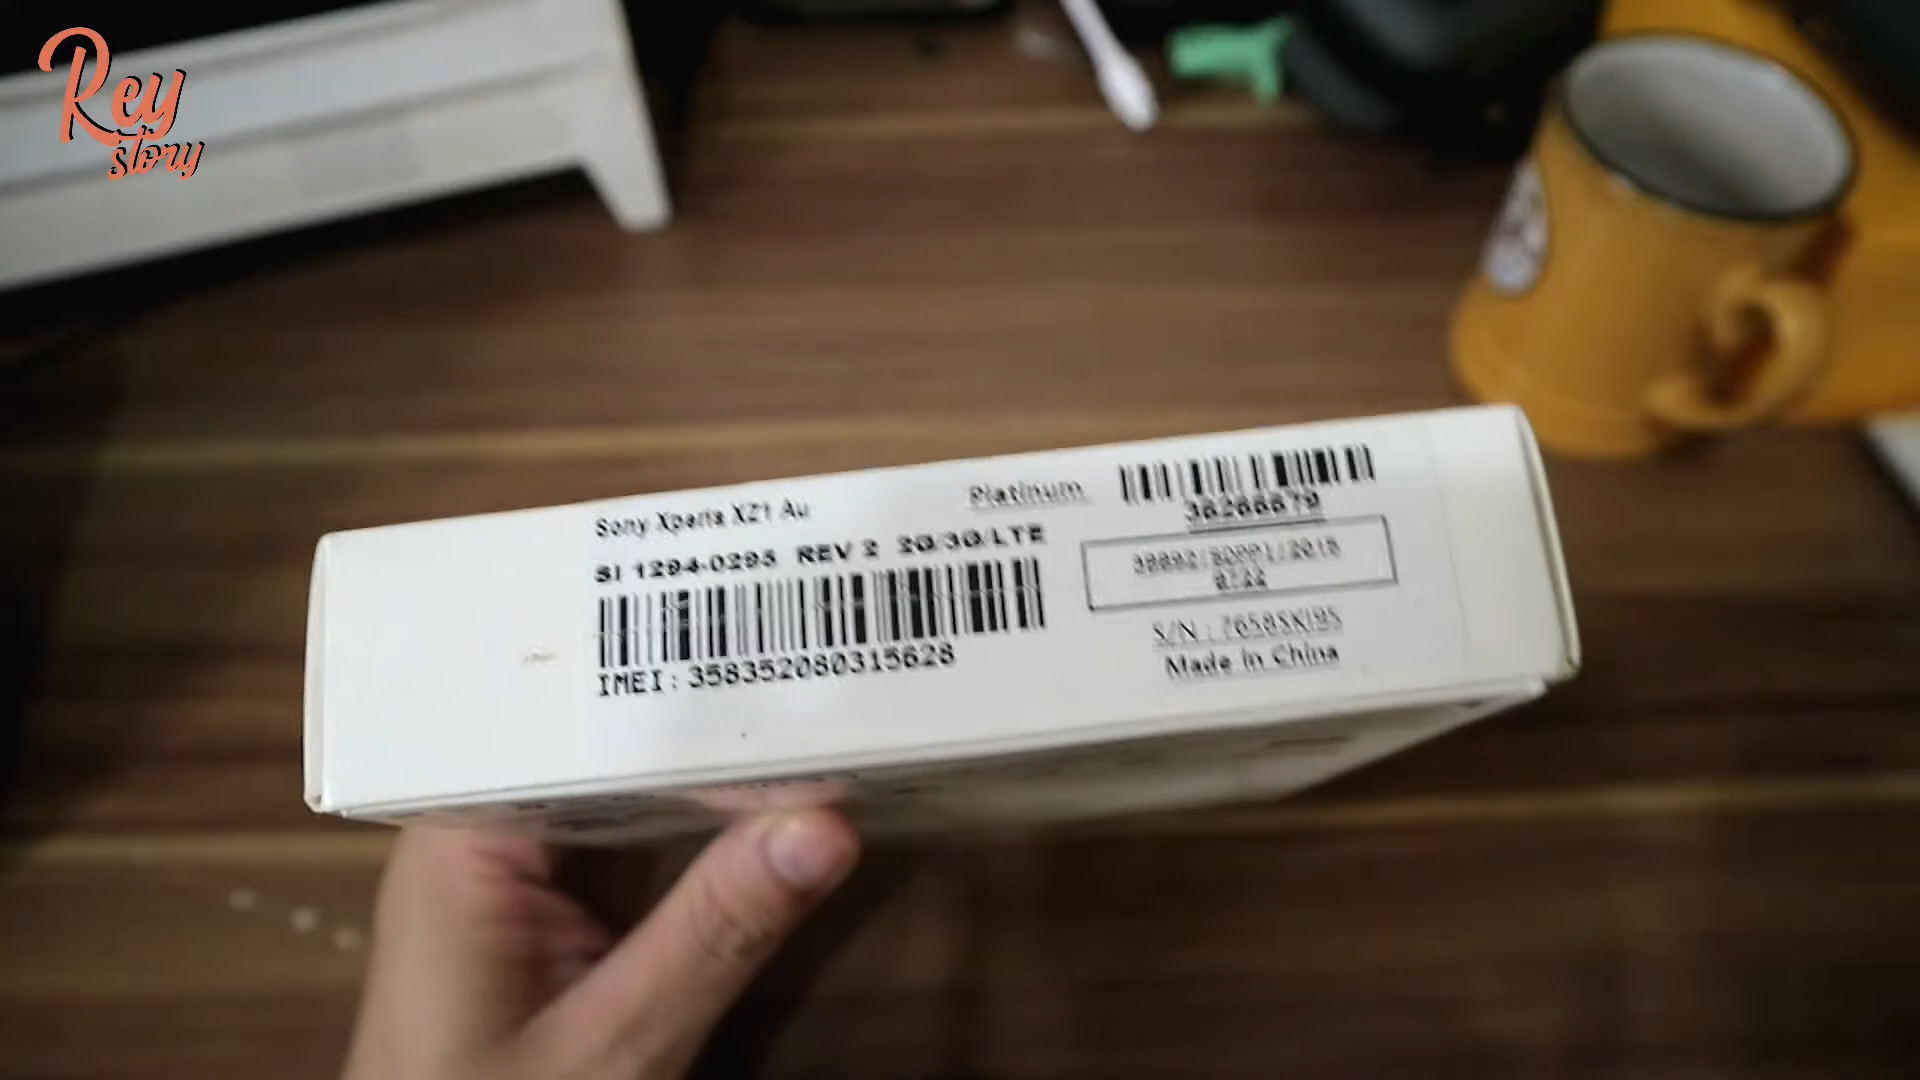 Rey
story
Sony Xperia XZ1 Au
Platinum
36266679
SI 1294-0295 REV 2 2G/3G/LTE
IMEI: 358352080315628
Made in China